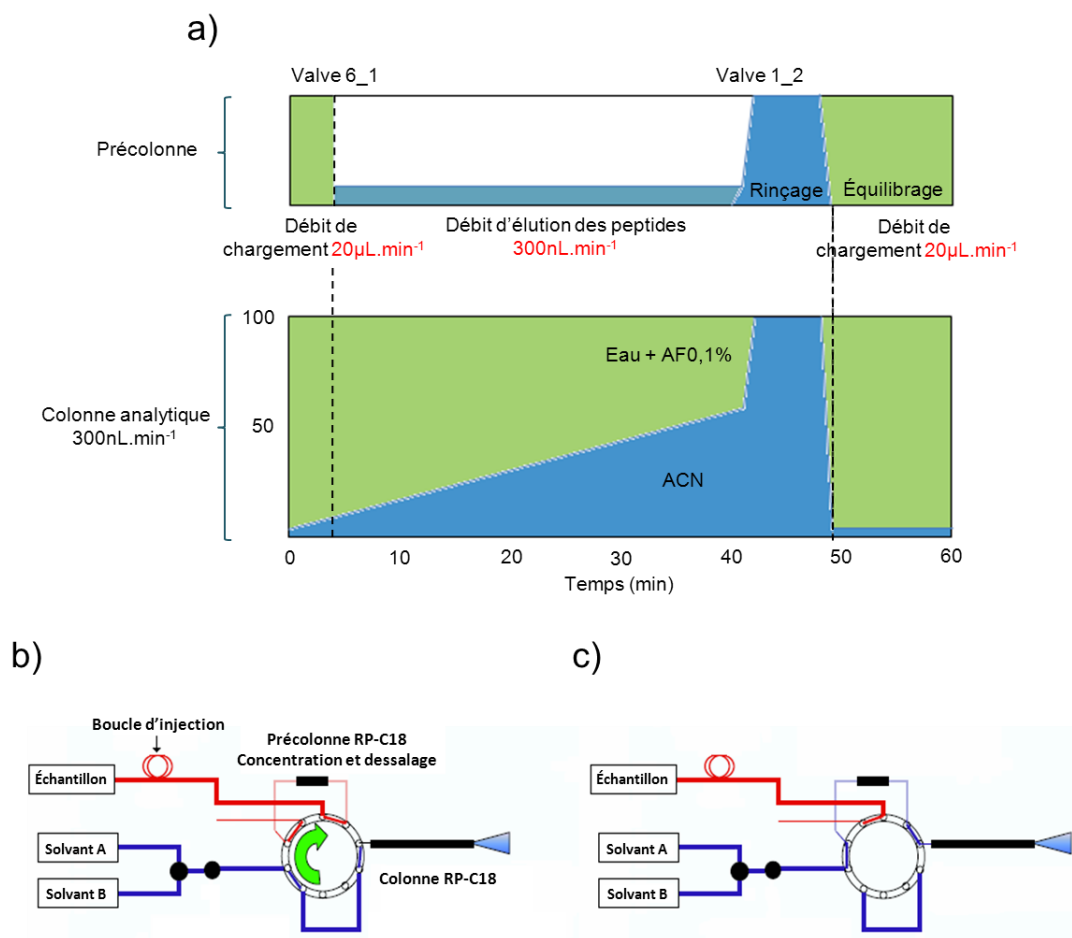 a)
Valve 6_1
Valve 1_2
Précolonne
Rinçage
Équilibrage
Débit de
chargement 20µL.min⁻¹
Débit d'élution des peptides
300nL.min⁻¹
Débit de
chargement 20µL.min⁻¹
100
Eau + AF0,1%
Colonne analytique
300nL.min⁻¹
50
ACN
0
10
20
30
40
50
60
Temps (min)
b)
Boucle d'injection
Précolonne RP-C18
Concentration et dessalage
Échantillon
Solvant A
Solvant B
Colonne RP-C18
c)
Échantillon
Solvant A
Solvant B